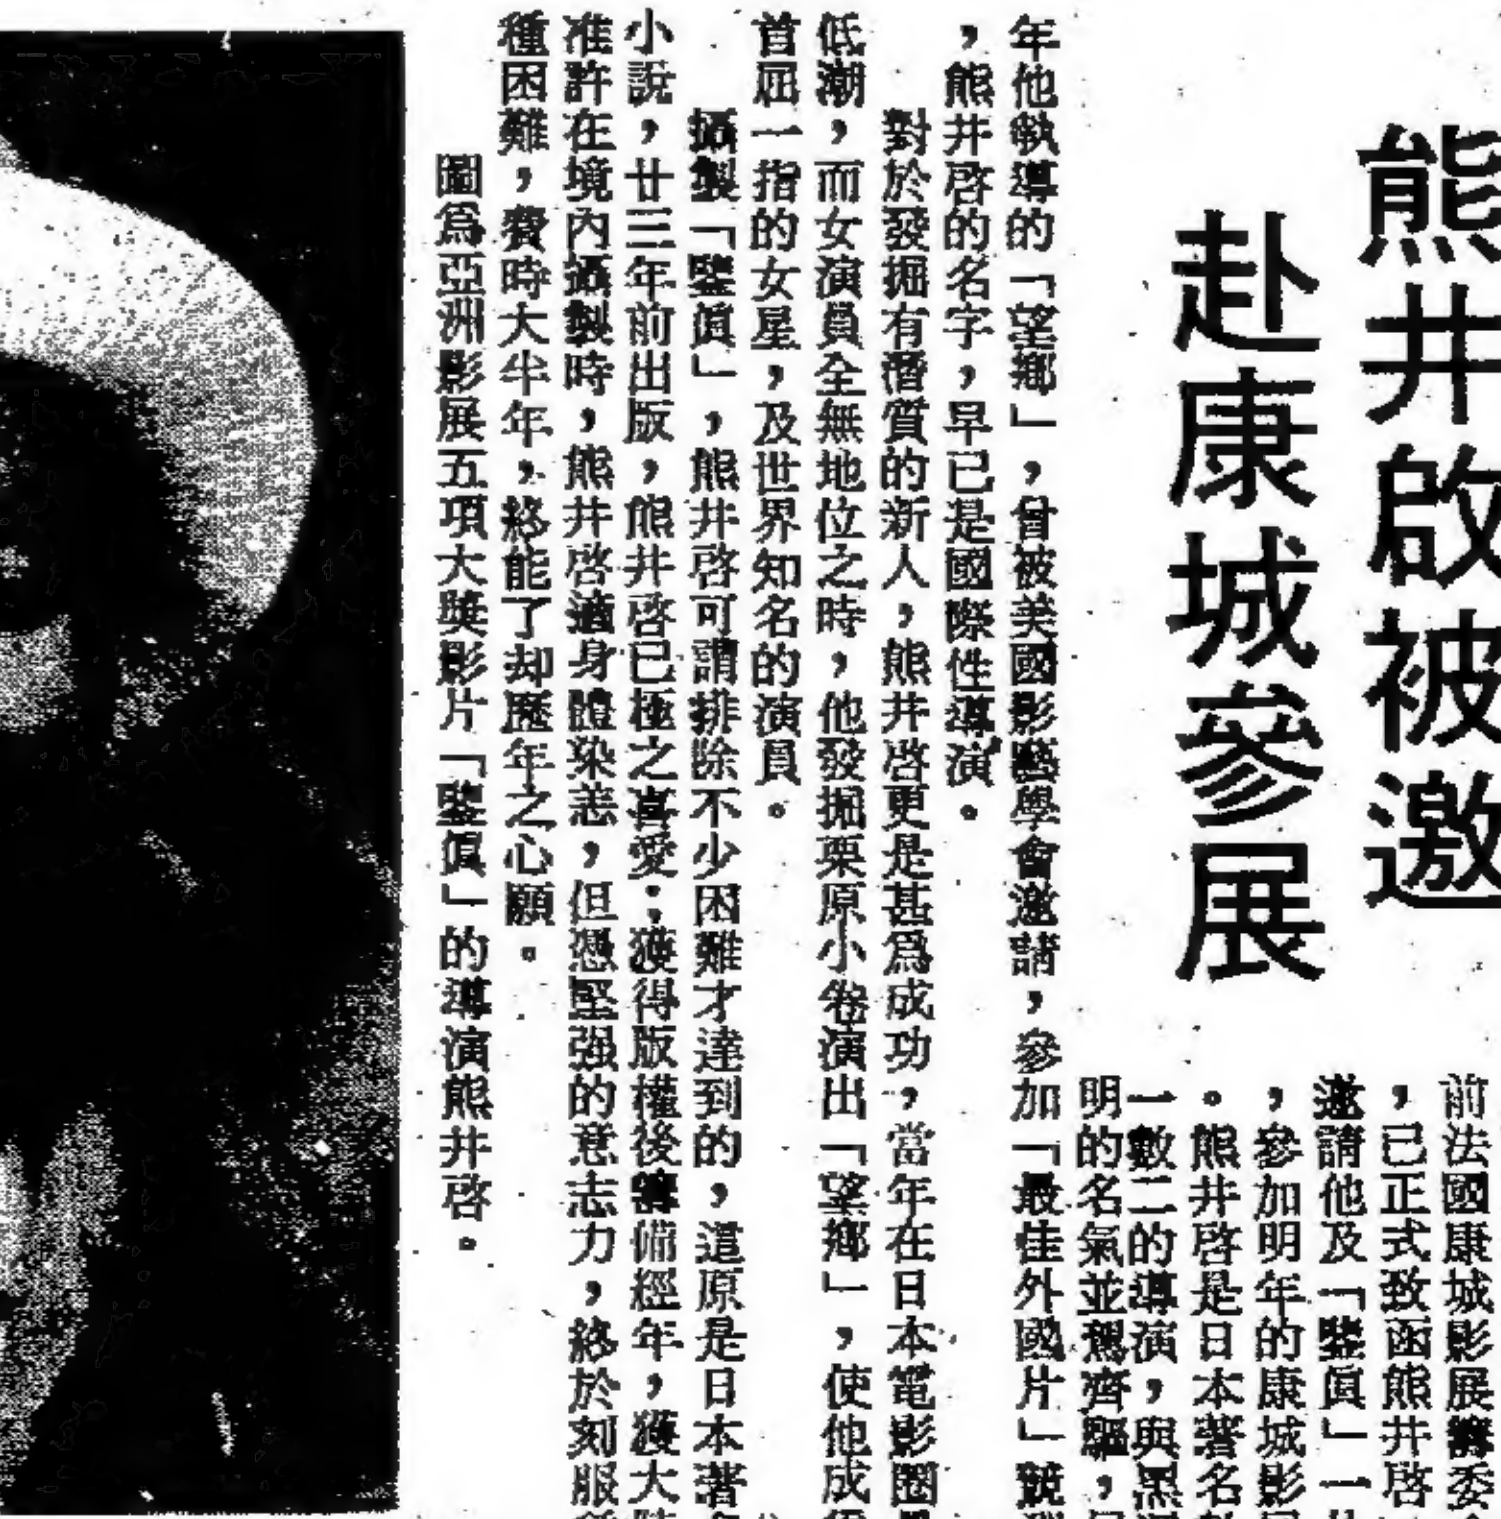 熊井啟被邀
赴康城參展
前法國康城影展籌委
，已正式致函熊井啓
邀請他及「鑒真」一
，參加明年的康城影
。熊井啓是日本著名
一數二的導演，與黑
明的名氣並駕齊驅，
年他執導的「望鄉」，曾被美國影藝學會邀請，參加「最佳外國片」競
，熊井啓的名字，早已是國際性導演。
對於發掘有潛質的新人，熊井啓更是甚爲成功，當年在日本電影圈
低潮，而女演員全無地位之時，他發掘栗原小卷演出「望鄉」，使他成
首屈一指的女星，及世界知名的演員。
攝製「鑒眞」，熊井啓可謂排除不少困難才達到的，這原是日本著
小說，廿三年前出版，熊井啓已極之喜愛；獲得版權後籌備經年，獲大
准許在境內攝製時，熊井啓適身體染恙，但憑堅强的意志力，終於刻服
種困難，費時大半年，終能了却歷年之心願。
圖爲亞洲影展五項大獎影片「鑒眞」的導演熊井啓。